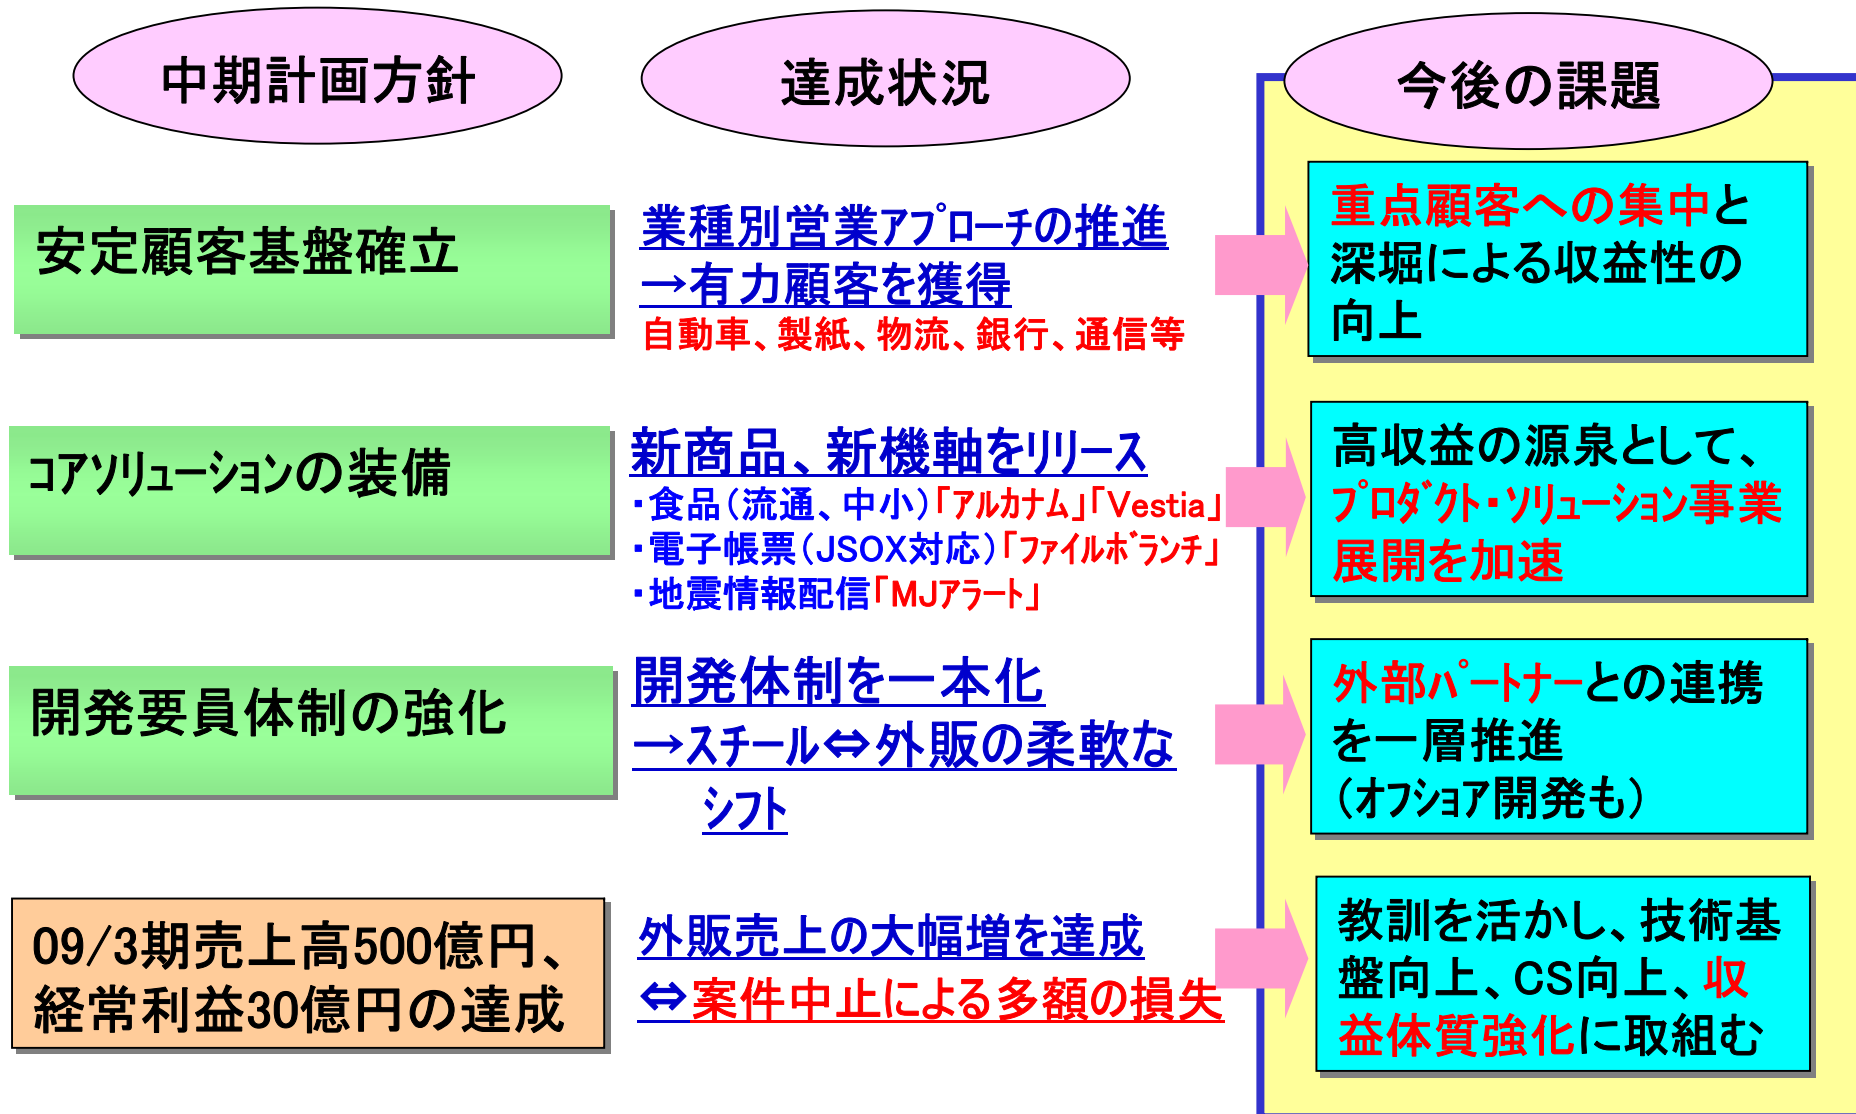 中期計画方針
達成状況
今後の課題
安定顧客基盤確立
業種別営業ｱﾌﾟﾛｰﾁの推進
→有力顧客を獲得
自動車、製紙、物流、銀行、通信等
重点顧客への集中と
深堀による収益性の
向上
ｺｱｿﾘｭｰｼｮﾝの装備
新商品、新機軸をﾘﾘｰｽ
・食品（流通、中小）「ｱﾙｶﾅﾑ」「Vestia」
・電子帳票（JSOX対応）「ﾌｧｲﾙﾎﾞﾗﾝﾁ」
・地震情報配信「MJｱﾗｰﾄ」
高収益の源泉として、
ﾌﾟﾛﾀﾞｸﾄ・ｿﾘｭｰｼｮﾝ事業
展開を加速
開発要員体制の強化
開発体制を一本化
→ｽﾁｰﾙ⇔外販の柔軟な
ｼﾌﾄ
外部ﾊﾟｰﾄﾅｰとの連携
を一層推進
（ｵﾌｼｮｱ開発も）
09/3期売上高500億円、
経常利益30億円の達成
外販売上の大幅増を達成
⇔案件中止による多額の損失
教訓を活かし、技術基
盤向上、CS向上、収
益体質強化に取組む